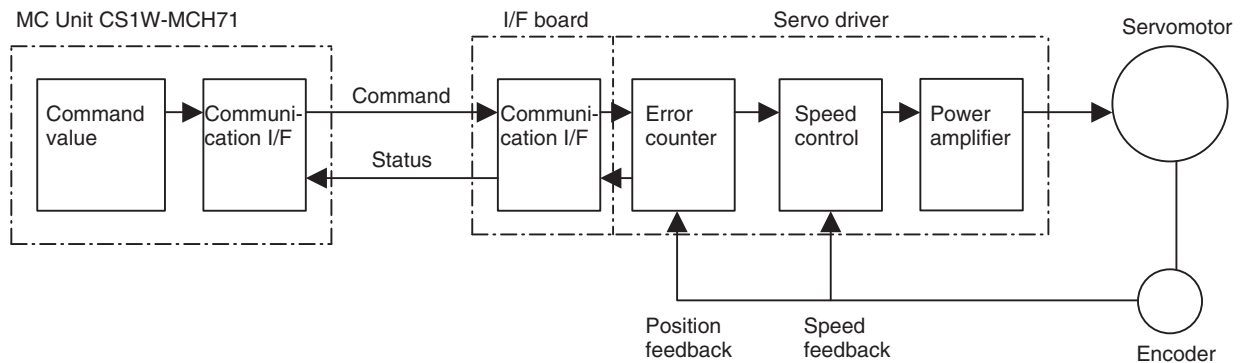 MC Unit CS1W-MCH71
I/F board
Servo driver
Servomotor
Command
value
Communi-
cation I/F
Command
Status
Communi-
cation I/F
Error
counter
Speed
control
Power
amplifier
Position
feedback
Speed
feedback
Encoder